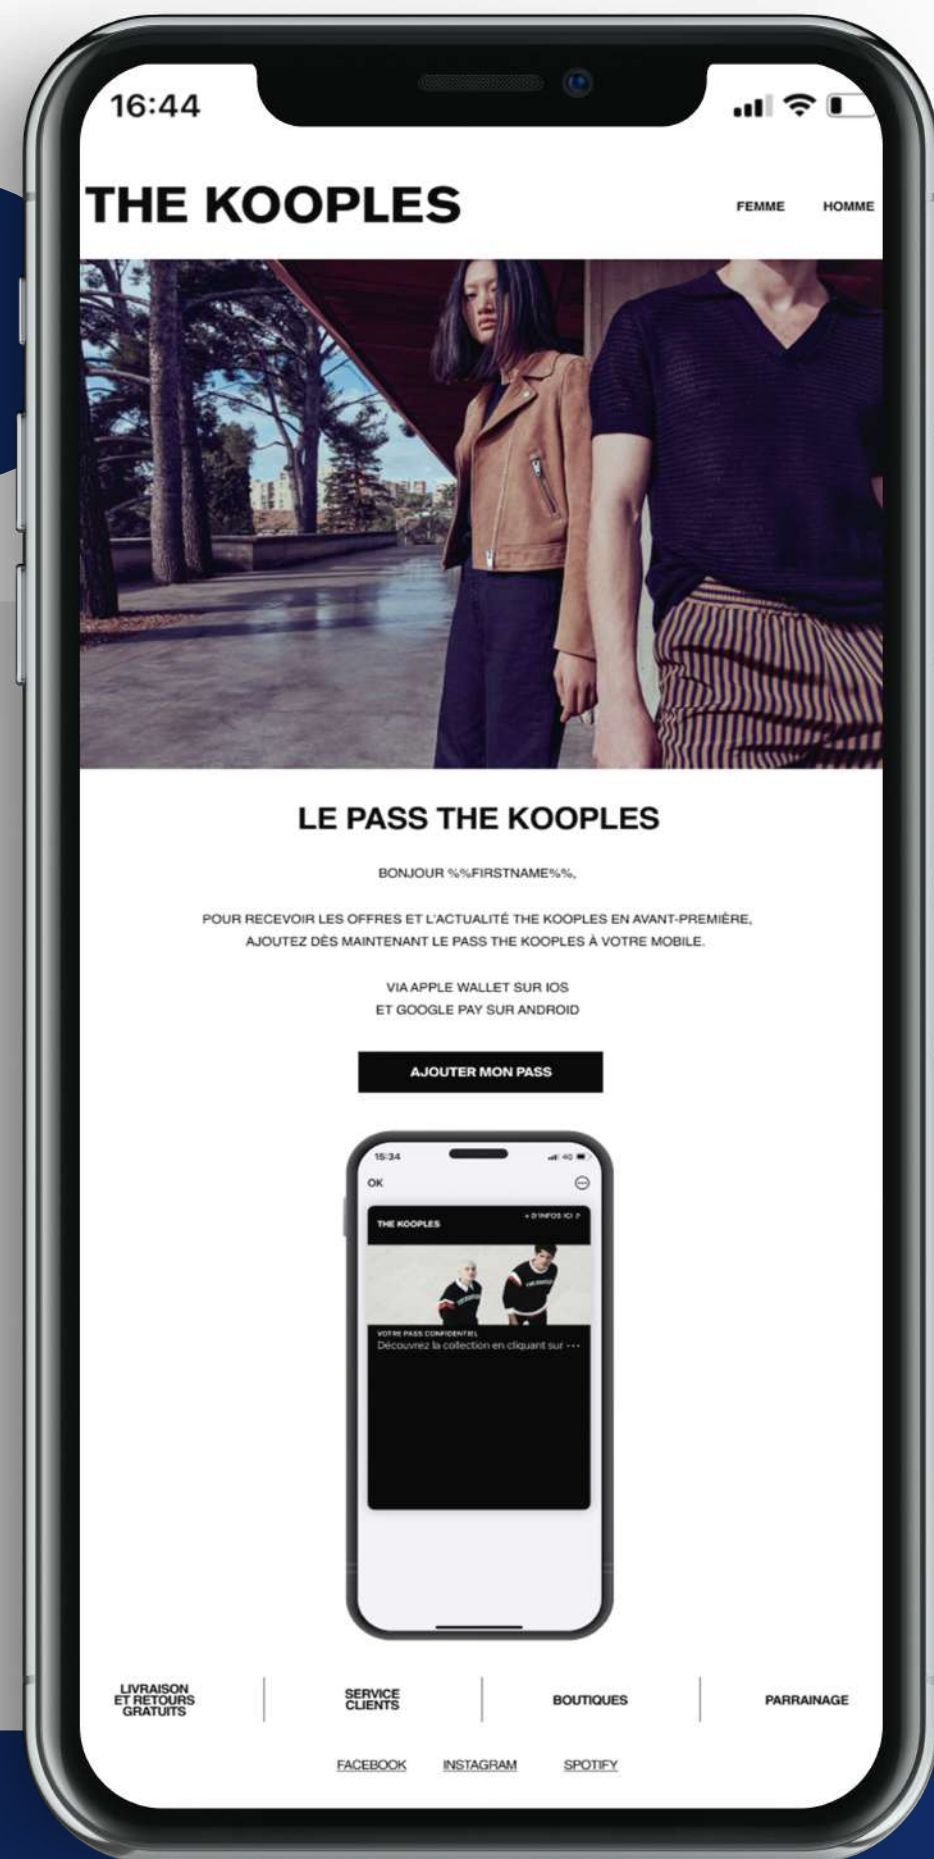 16:44
THE KOOPLES
FEMME HOMME
LE PASS THE KOOPLES
BONJOUR %%FIRSTNAME%%,
POUR RECEVOIR LES OFFRES ET L'ACTUALITÉ THE KOOPLES EN AVANT-PREMIÈRE,
AJOUTEZ DÈS MAINTENANT LE PASS THE KOOPLES À VOTRE MOBILE.
VIA APPLE WALLET SUR IOS
ET GOOGLE PAY SUR ANDROID
AJOUTER MON PASS
15:34 4G
OK
THE KOOPLES
+ D'INFOS ICI
VOTRE PASS CONFIDENTIEL
Découvrez la collection en cliquant sur ···
LIVRAISON
ET RETOURS
GRATUITS
SERVICE
CLIENTS
BOUTIQUES
PARRAINAGE
FACEBOOK INSTAGRAM SPOTIFY